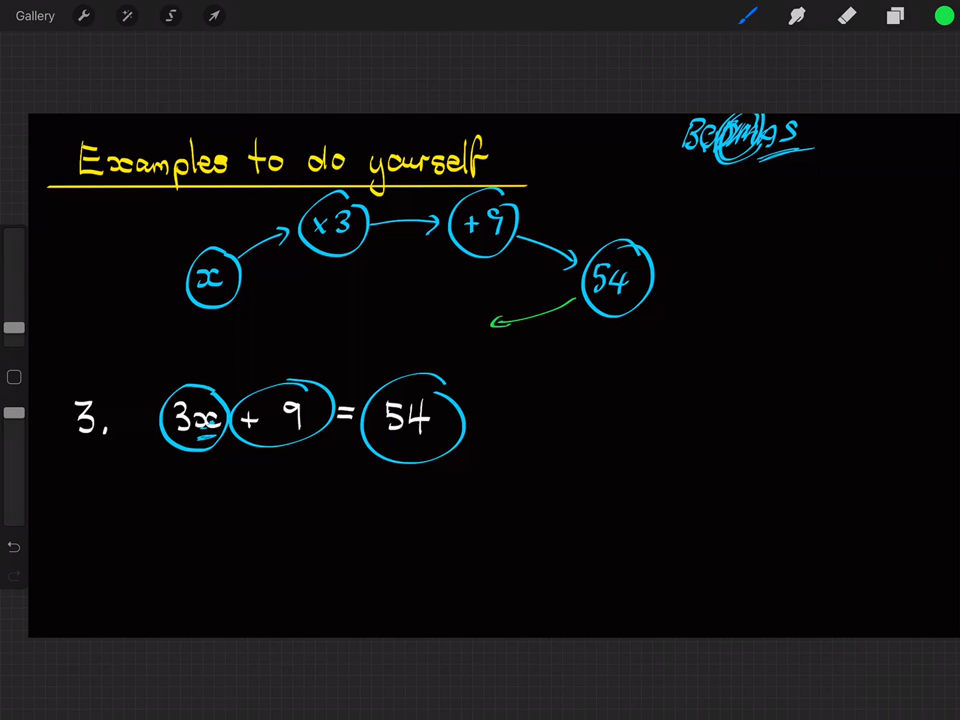 Gallery
Examples to do yourself
x × 3 + 9 54
3. 3x + 9 = 54